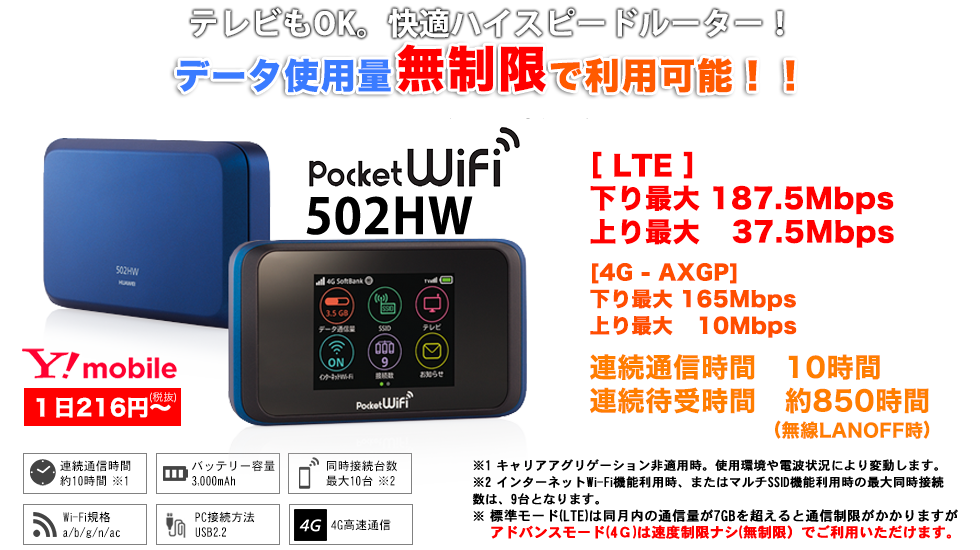 テレビもOK。快適ハイスピードルーター！
データ使用量 無制限で利用可能！！
Pocket WiFi
502HW
502HW
HUAWEI
4G SoftBank
3.5 GB
データ通信量
SSID
SSID
テレビ
ON
インターネットWi-Fi
9
接続数
お知らせ
Pocket WiFi
Y! mobile
1日216円〜
(税抜)
[ LTE ]
下り最大 187.5Mbps
上り最大　37.5Mbps
[4G - AXGP]
下り最大 165Mbps
上り最大　10Mbps
連続通信時間　10時間
連続待受時間　約850時間
（無線LANOFF時）
連続通信時間
約10時間 ※1
バッテリー容量
3.000mAh
同時接続台数
最大10台 ※2
Wi-Fi規格
a/b/g/n/ac
PC接続方法
USB2.2
4G
4G高速通信
※1 キャリアアグリゲーション非適用時。使用環境や電波状況により変動します。
※2 インターネットWi-Fi機能利用時、またはマルチSSID機能利用時の最大同時接続
数は、9台となります。
※ 標準モード(LTE)は同月内の通信量が7GBを超えると通信制限がかかりますが
アドバンスモード(4G)は速度制限ナシ(無制限）でご利用いただけます。